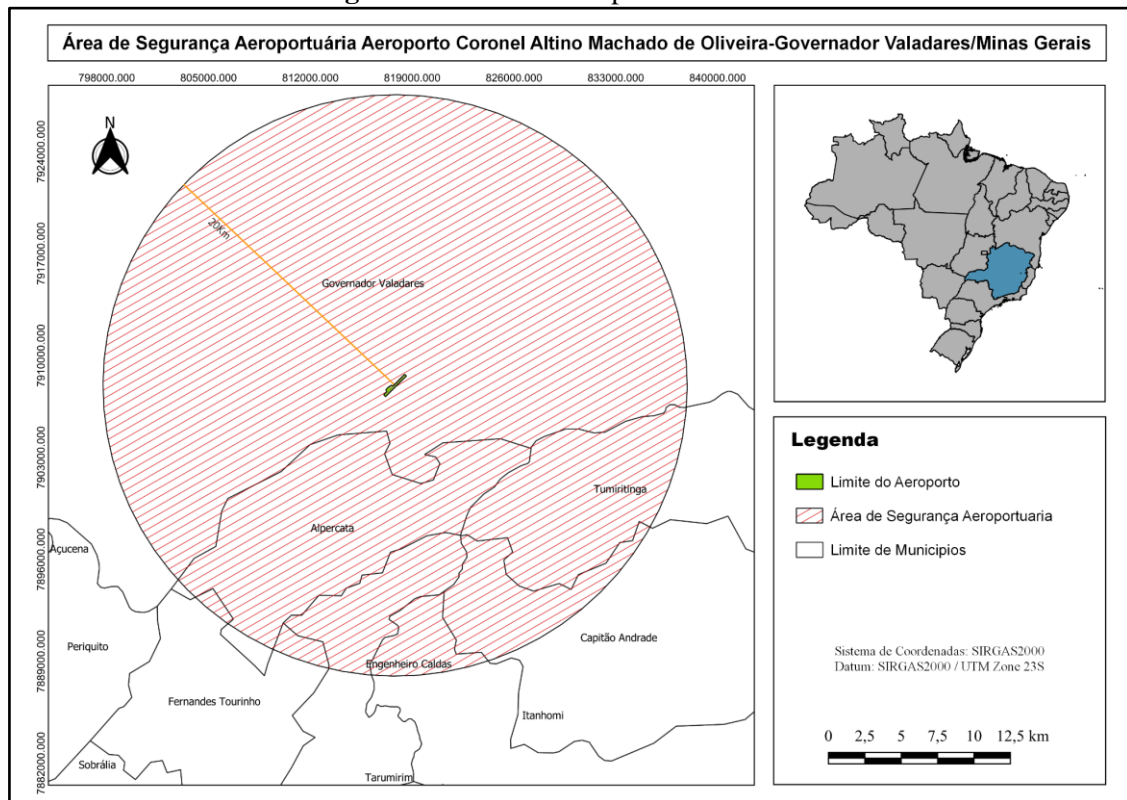 Área de Segurança Aeroportuária Aeroporto Coronel Altino Machado de Oliveira-Governador Valadares/Minas Gerais
798000.000 805000.000 812000.000 819000.000 826000.000 833000.000 840000.000
N
7924000.000
7917000.000
7910000.000
7903000.000
7896000.000
7889000.000
7882000.000
20Km
Governador Valadares
Tumiritinga
Alpercata
Açucena
Periquito
Capitão Andrade
Engenheiro Caldas
Fernandes Tourinho
Itanhomi
Sobrália
Tarumirim
Legenda
Limite do Aeroporto
Área de Segurança Aeroportuaria
Limite de Municipios
Sistema de Coordenadas: SIRGAS2000
Datum: SIRGAS2000 / UTM Zone 23S
0 2,5 5 7,5 10 12,5 km